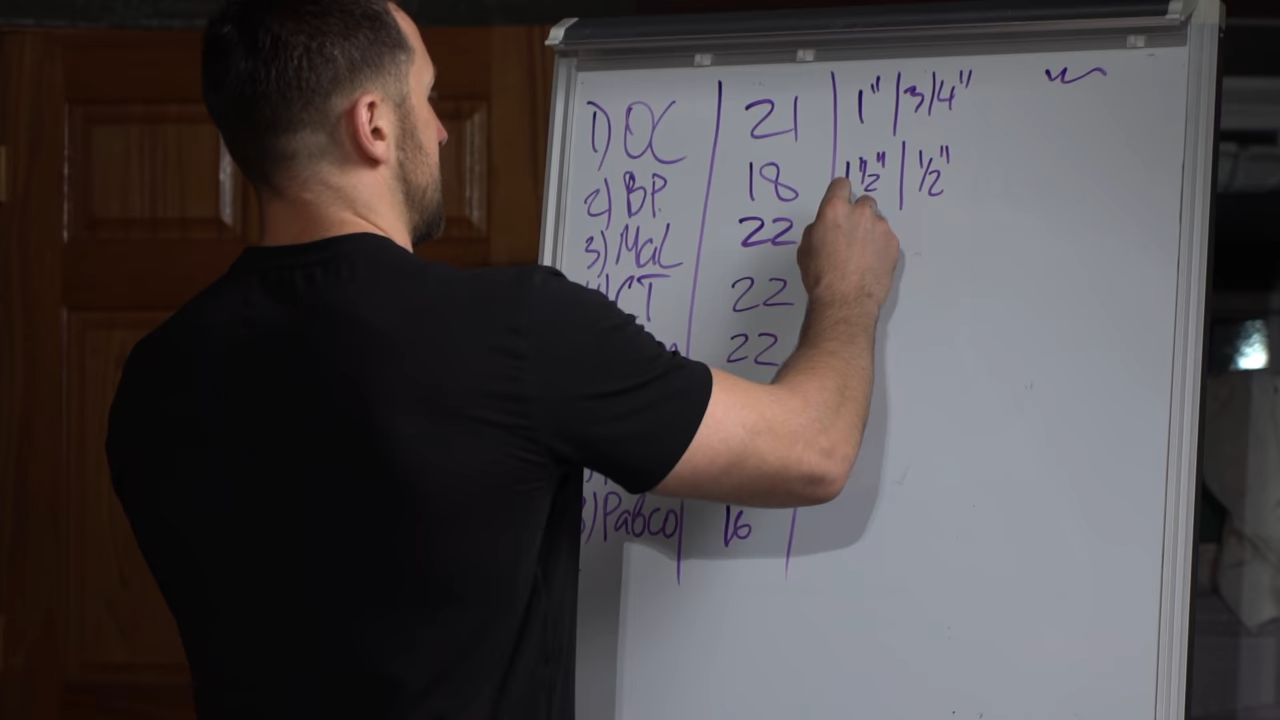 1) OC | 21 | 1" | 3/4"
2) BP. 18 | 1 1/2" | 1/2"
3) Mal 22
CT 22
22
8) Pabco | 16